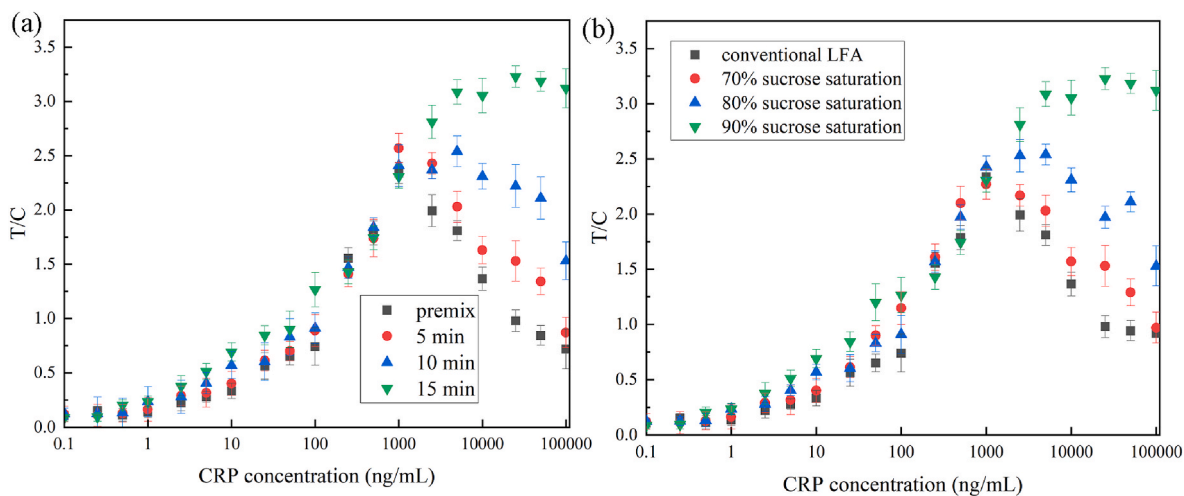 (a)
3.5
3.0
2.5
2.0
1.5
1.0
0.5
0.0
T/C
premix
5 min
10 min
15 min
0.1 1 10 100 1000 10000 100000
CRP concentration (ng/mL)
(b)
3.5
3.0
2.5
2.0
1.5
1.0
0.5
0.0
T/C
conventional LFA
70% sucrose saturation
80% sucrose saturation
90% sucrose saturation
0.1 1 10 100 1000 10000 100000
CRP concentration (ng/mL)